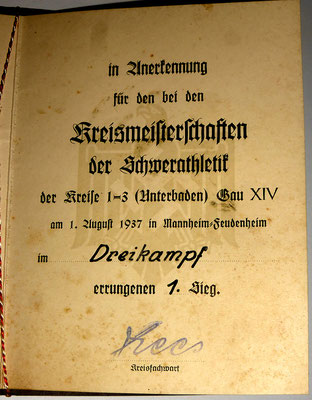 in Anerkennung
für den bei den
Kreismeisterschaften
der Schwerathletik
der Kreise 1-3 (Unterbaden) Gau XIV
am 1. August 1937 in Mannheim-Feudenheim
im Dreikampf
errungenen 1. Sieg.
Kees
Kreisfachwart